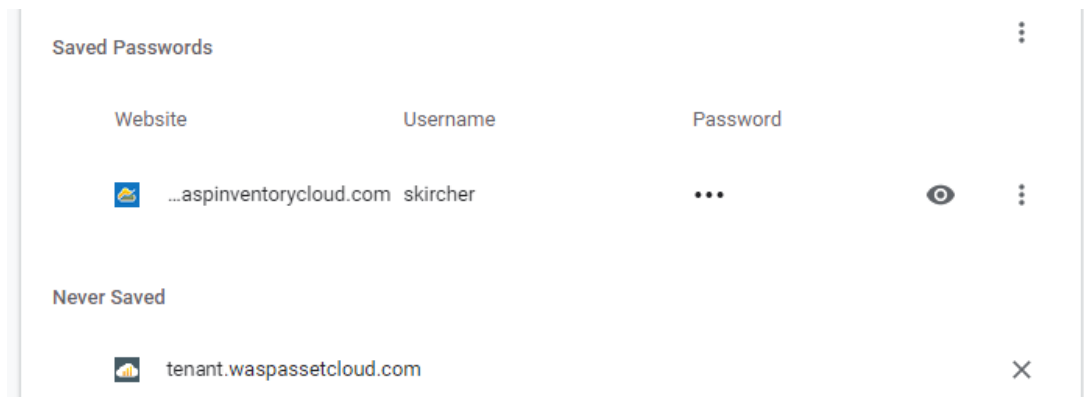 Saved Passwords
Website Username Password
...aspinventorycloud.com skircher •••
Never Saved
tenant.waspassetcloud.com